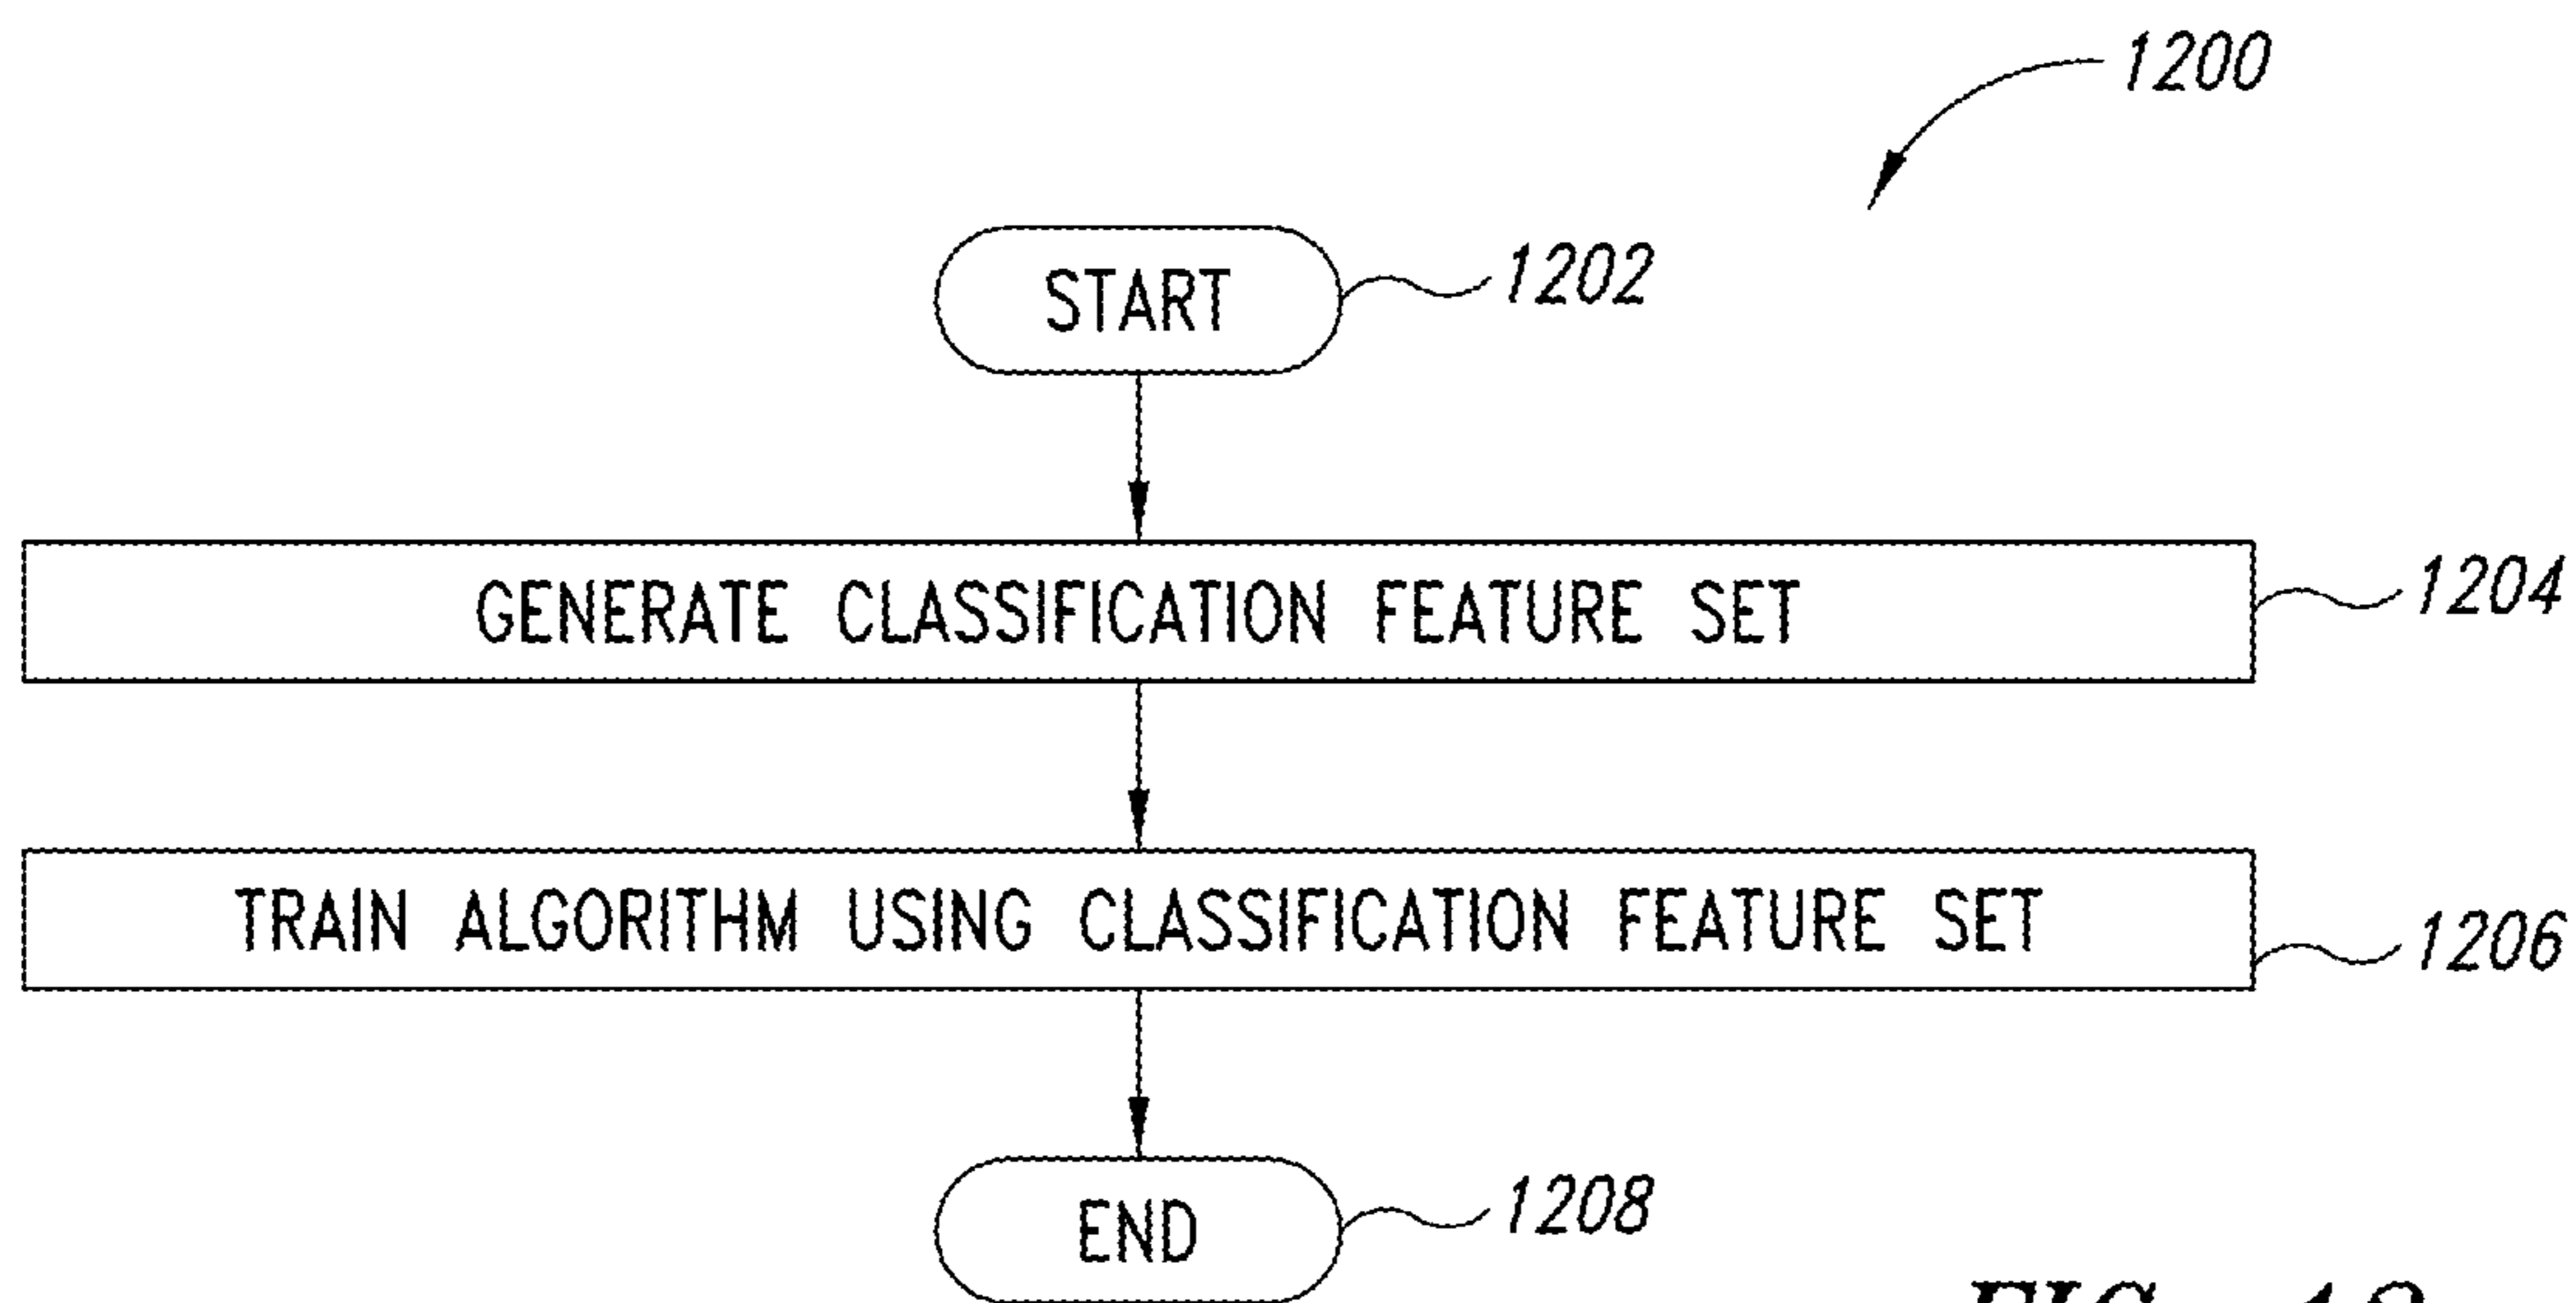 1200
START
1202
GENERATE CLASSIFICATION FEATURE SET
1204
TRAIN ALGORITHM USING CLASSIFICATION FEATURE SET
1206
END
1208